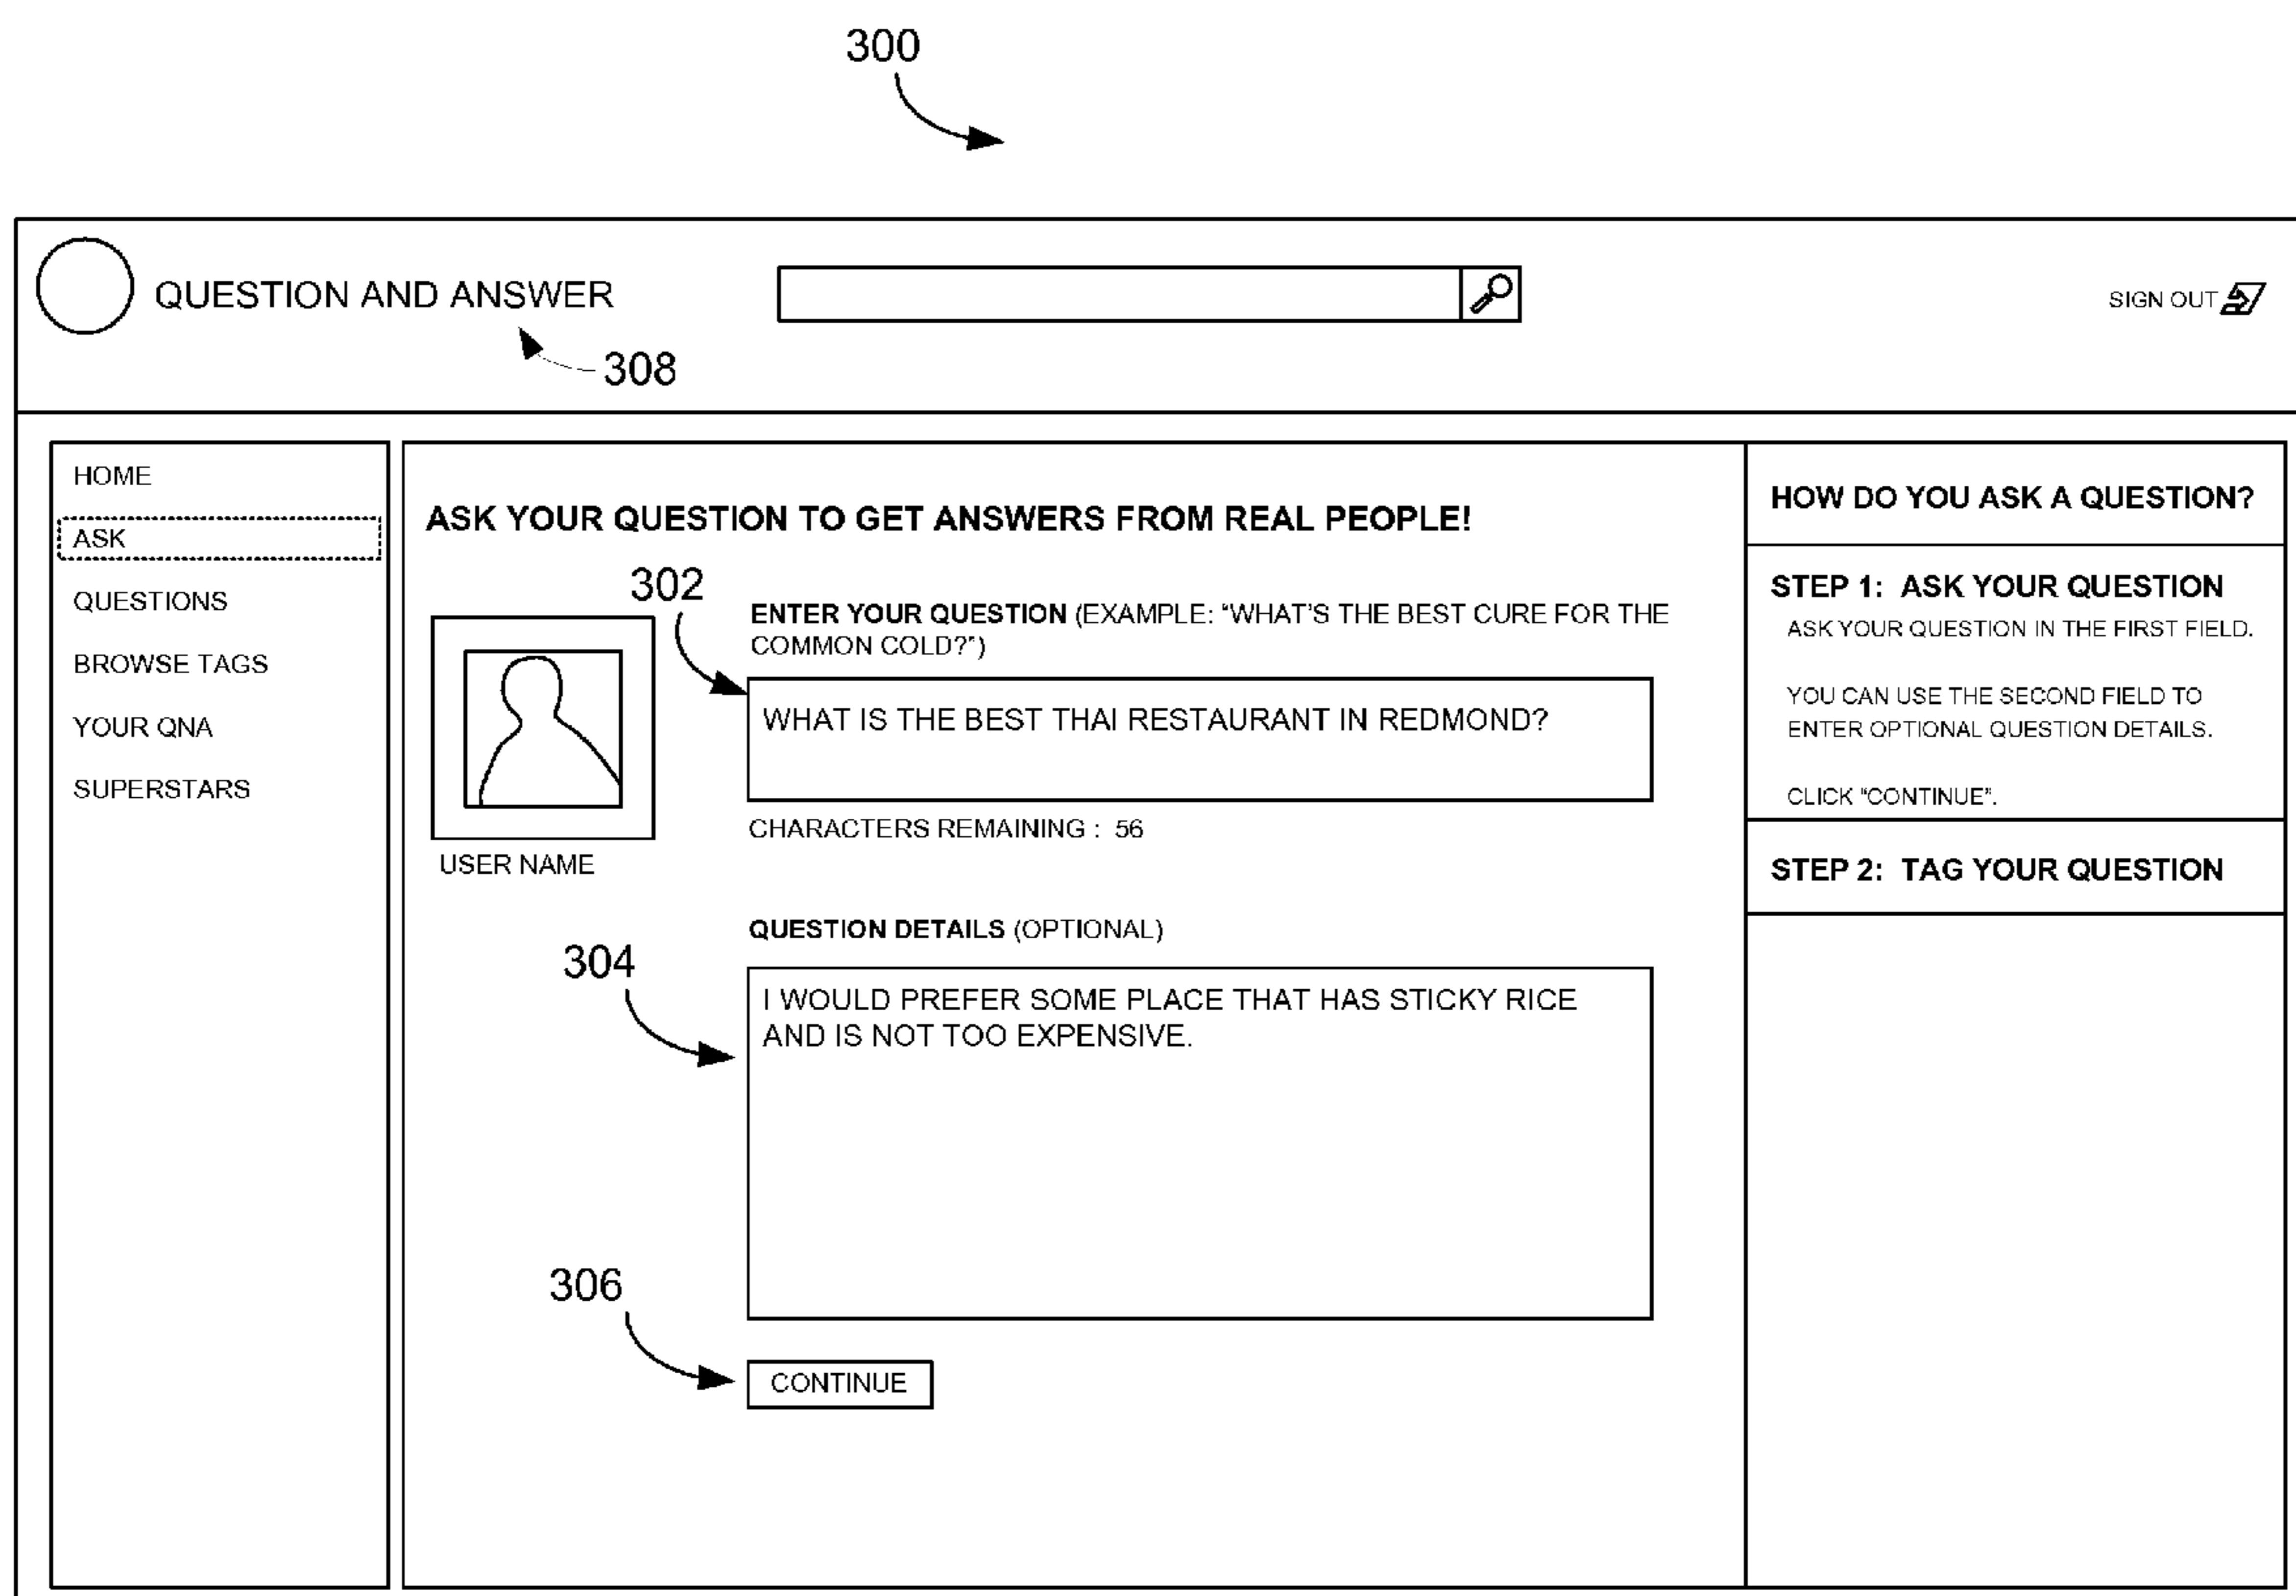 300
QUESTION AND ANSWER
SIGN OUT
308
HOME
ASK
QUESTIONS
BROWSE TAGS
YOUR QNA
SUPERSTARS
ASK YOUR QUESTION TO GET ANSWERS FROM REAL PEOPLE!
302
ENTER YOUR QUESTION (EXAMPLE: “WHAT’S THE BEST CURE FOR THE
COMMON COLD?”)
WHAT IS THE BEST THAI RESTAURANT IN REDMOND?
CHARACTERS REMAINING : 56
USER NAME
QUESTION DETAILS (OPTIONAL)
304
I WOULD PREFER SOME PLACE THAT HAS STICKY RICE
AND IS NOT TOO EXPENSIVE.
306
CONTINUE
HOW DO YOU ASK A QUESTION?
STEP 1: ASK YOUR QUESTION
ASK YOUR QUESTION IN THE FIRST FIELD.
YOU CAN USE THE SECOND FIELD TO
ENTER OPTIONAL QUESTION DETAILS.
CLICK “CONTINUE”.
STEP 2: TAG YOUR QUESTION